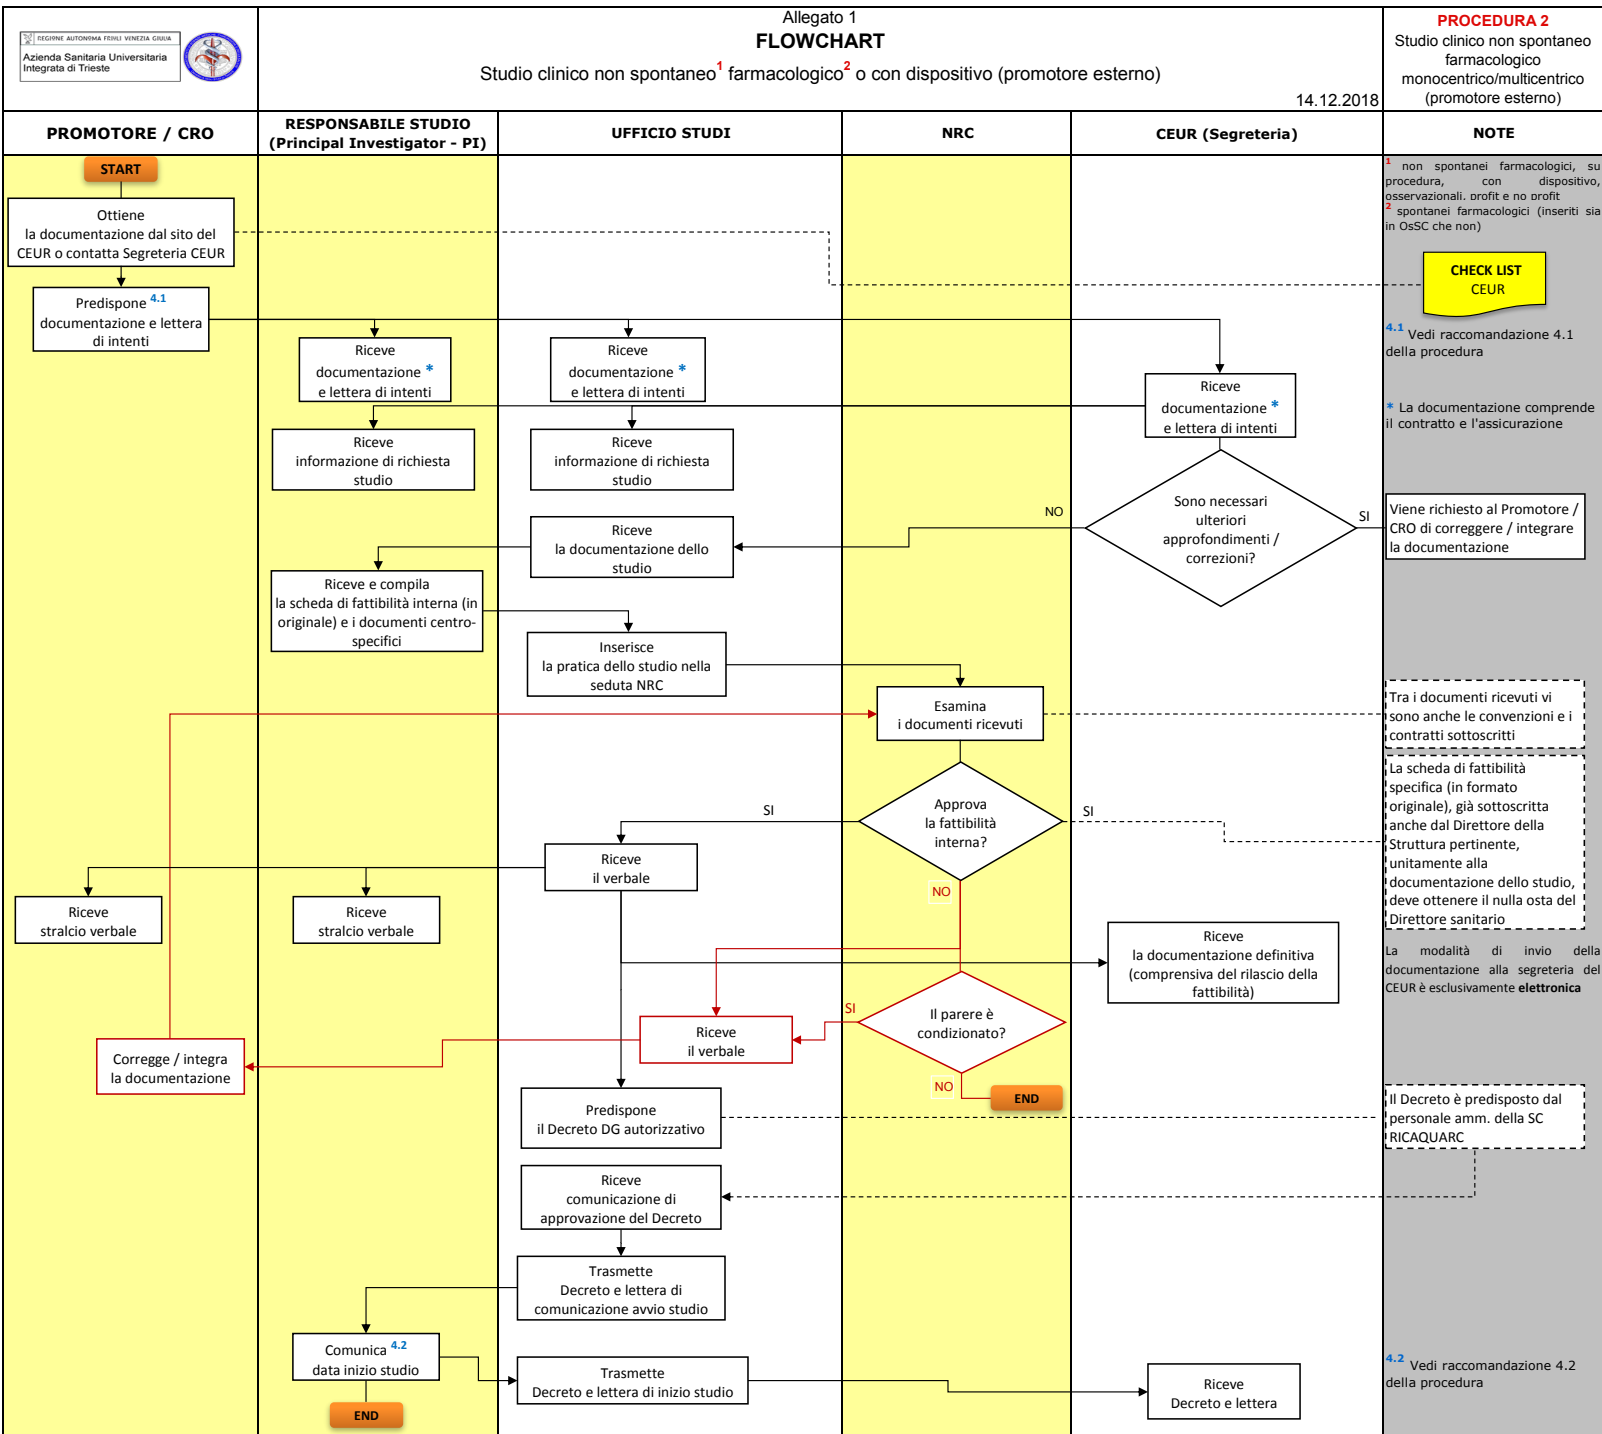 REGIONE AUTONOMA FRIULI VENEZIA GIULIA
Azienda Sanitaria Universitaria
Integrata di Trieste
Allegato 1
FLOWCHART
Studio clinico non spontaneo1 farmacologico2 o con dispositivo (promotore esterno)
14.12.2018
PROCEDURA 2
Studio clinico non spontaneo
farmacologico
monocentrico/multicentrico
(promotore esterno)
PROMOTORE / CRO
RESPONSABILE STUDIO
(Principal Investigator - PI)
UFFICIO STUDI
NRC
CEUR (Segreteria)
NOTE
START
1 non spontanei farmacologici, su
procedura, con dispositivo,
osservazionali, profit e no profit
2 spontanei farmacologici (inseriti sia
in OsSC che non)
Ottiene
la documentazione dal sito del
CEUR o contatta Segreteria CEUR
CHECK LIST
CEUR
Predispone 4.1
documentazione e lettera
di intenti
4.1 Vedi raccomandazione 4.1
della procedura
Riceve
documentazione *
e lettera di intenti
Riceve
documentazione *
e lettera di intenti
Riceve
documentazione *
e lettera di intenti
* La documentazione comprende
il contratto e l'assicurazione
Riceve
informazione di richiesta
studio
Riceve
informazione di richiesta
studio
Sono necessari
ulteriori
approfondimenti /
correzioni?
NO
SI
Viene richiesto al Promotore /
CRO di correggere / integrare
la documentazione
Riceve
la documentazione dello
studio
Riceve e compila
la scheda di fattibilità interna (in
originale) e i documenti centro-
specifici
Inserisce
la pratica dello studio nella
seduta NRC
Esamina
i documenti ricevuti
Tra i documenti ricevuti vi
sono anche le convenzioni e i
contratti sottoscritti
Approva
la fattibilità
interna?
SI
SI
NO
La scheda di fattibilità
specifica (in formato
originale), già sottoscritta
anche dal Direttore della
Struttura pertinente,
unitamente alla
documentazione dello studio,
deve ottenere il nulla osta del
Direttore sanitario
Riceve
il verbale
Riceve
stralcio verbale
Riceve
stralcio verbale
Riceve
la documentazione definitiva
(comprensiva del rilascio della
fattibilità)
La modalità di invio della
documentazione alla segreteria del
CEUR è esclusivamente elettronica
Il parere è
condizionato?
SI
NO
Riceve
il verbale
Corregge / integra
la documentazione
END
Predispone
il Decreto DG autorizzativo
Il Decreto è predisposto dal
personale amm. della SC
RICAQUARC
Riceve
comunicazione di
approvazione del Decreto
Trasmette
Decreto e lettera di
comunicazione avvio studio
Comunica 4.2
data inizio studio
Trasmette
Decreto e lettera di inizio studio
Riceve
Decreto e lettera
4.2 Vedi raccomandazione 4.2
della procedura
END